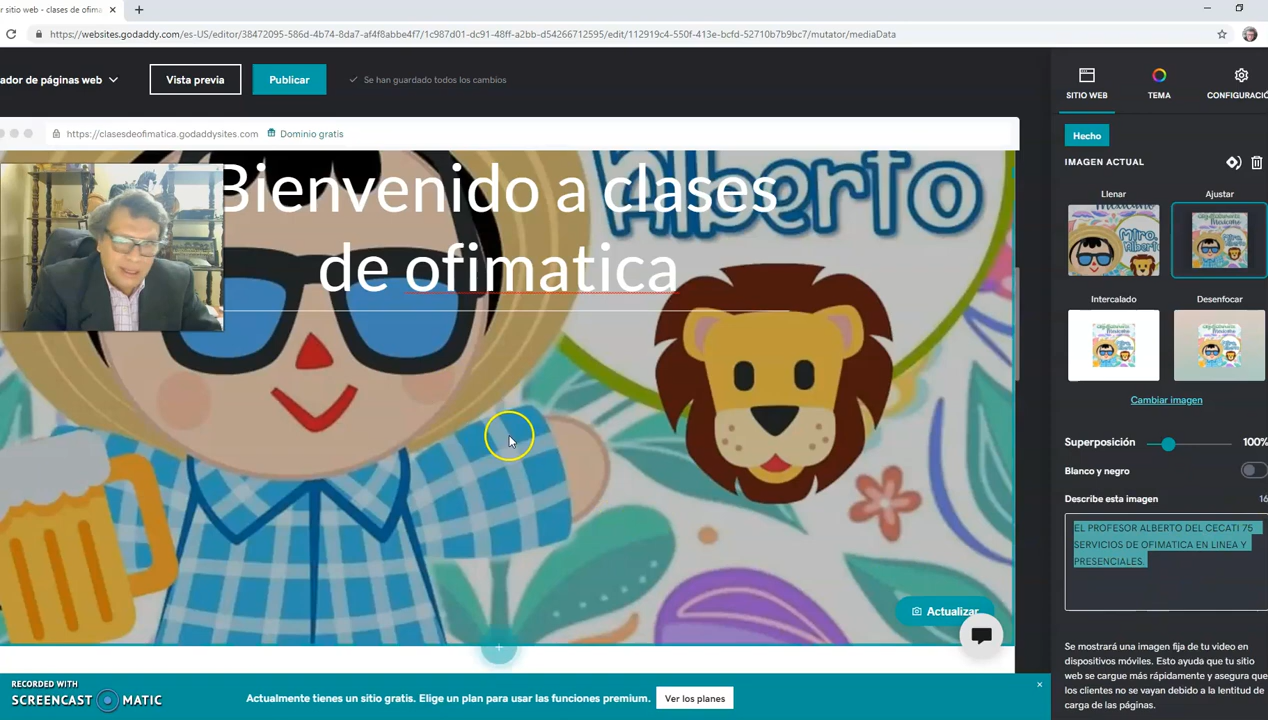 r sitio web - clases de ofima
https://websites.godaddy.com/es-US/editor/38472095-586d-4b74-8da7-af4f8abbe4f7/1c987d01-dc91-48ff-a2bb-d54266712595/edit/112919c4-550f-413e-bcfd-52710b7b9bc7/mutator/mediaData
ador de páginas web
Vista previa
Publicar
Se han guardado todos los cambios
SITIO WEB
TEMA
CONFIGURACIÓ
https://clasesdeofimatica.godaddysites.com
Dominio gratis
Hecho
IMAGEN ACTUAL
Alberto
Bienvenido a clases
de ofimatica
Llenar
Ajustar
Mtro.
Alberto
Intercalado
Desenfocar
Cambiar imagen
Superposición
100%
Blanco y negro
Describe esta imagen
16
EL PROFESOR ALBERTO DEL CECATI 75
SERVICIOS DE OFIMATICA EN LINEA Y
PRESENCIALES.
Actualizar
Se mostrará una imagen fija de tu video en
dispositivos móviles. Esto ayuda que tu sitio
web se cargue más rápidamente y asegura que
los clientes no se vayan debido a la lentitud de
carga de las páginas.
RECORDED WITH
SCREENCAST MATIC
Actualmente tienes un sitio gratis. Elige un plan para usar las funciones premium.
Ver los planes